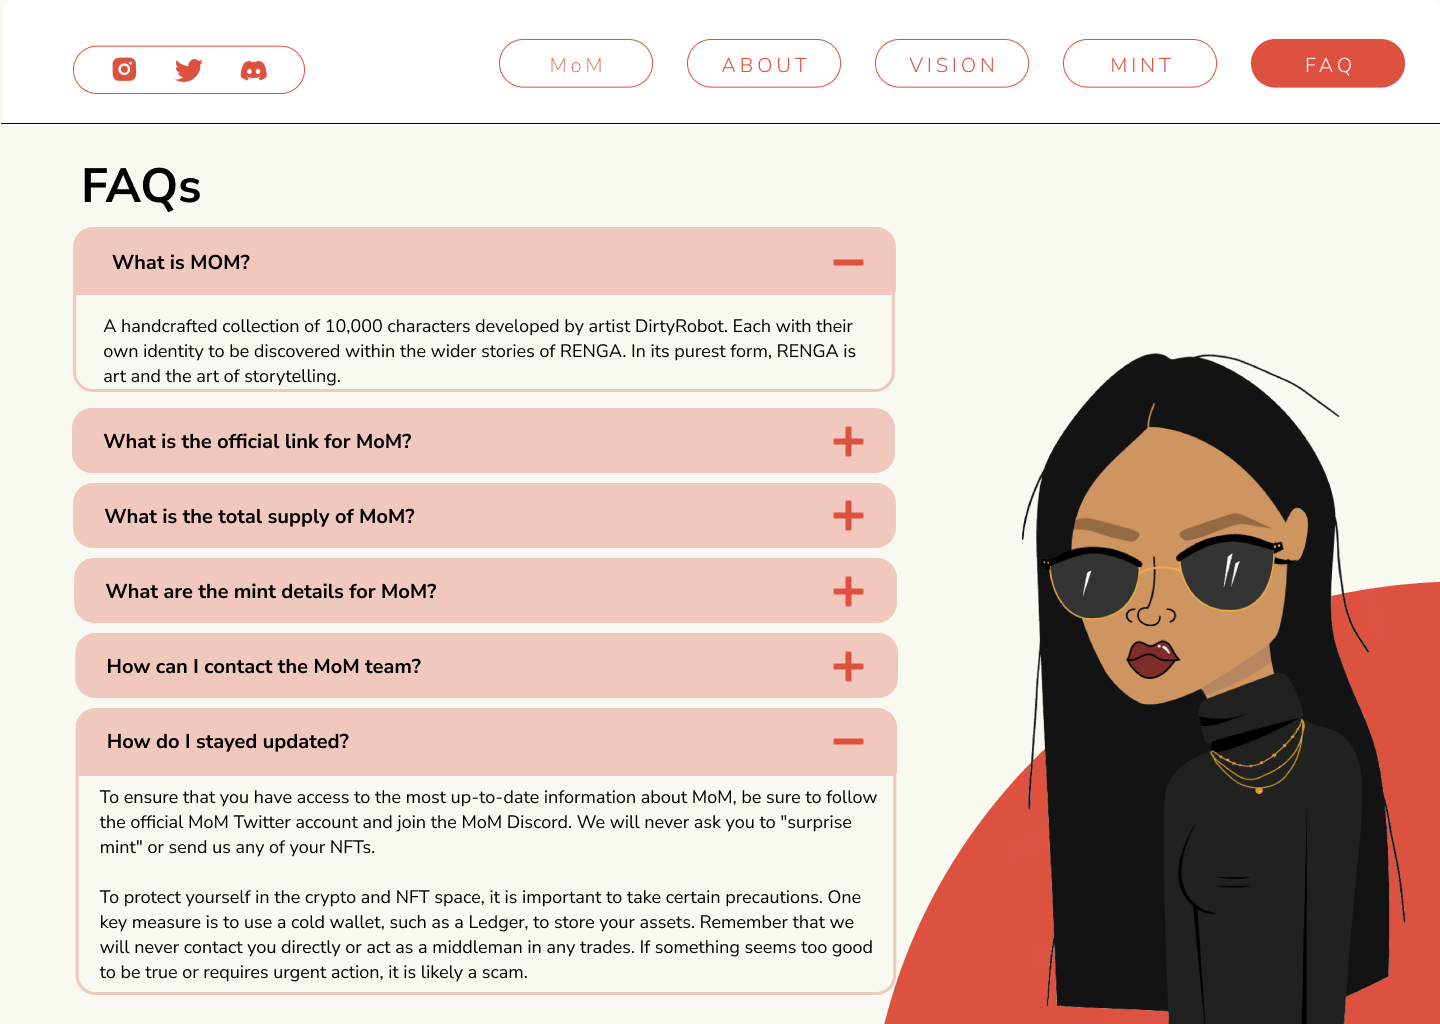 MoM
ABOUT
VISION
MINT
FAQ
FAQs
What is MOM?
A handcrafted collection of 10,000 characters developed by artist DirtyRobot. Each with their
own identity to be discovered within the wider stories of RENGA. In its purest form, RENGA is
art and the art of storytelling.
What is the official link for MoM?
What is the total supply of MoM?
What are the mint details for MoM?
How can I contact the MoM team?
How do I stayed updated?
To ensure that you have access to the most up-to-date information about MoM, be sure to follow
the official MoM Twitter account and join the MoM Discord. We will never ask you to "surprise
mint" or send us any of your NFTs.
To protect yourself in the crypto and NFT space, it is important to take certain precautions. One
key measure is to use a cold wallet, such as a Ledger, to store your assets. Remember that we
will never contact you directly or act as a middleman in any trades. If something seems too good
to be true or requires urgent action, it is likely a scam.